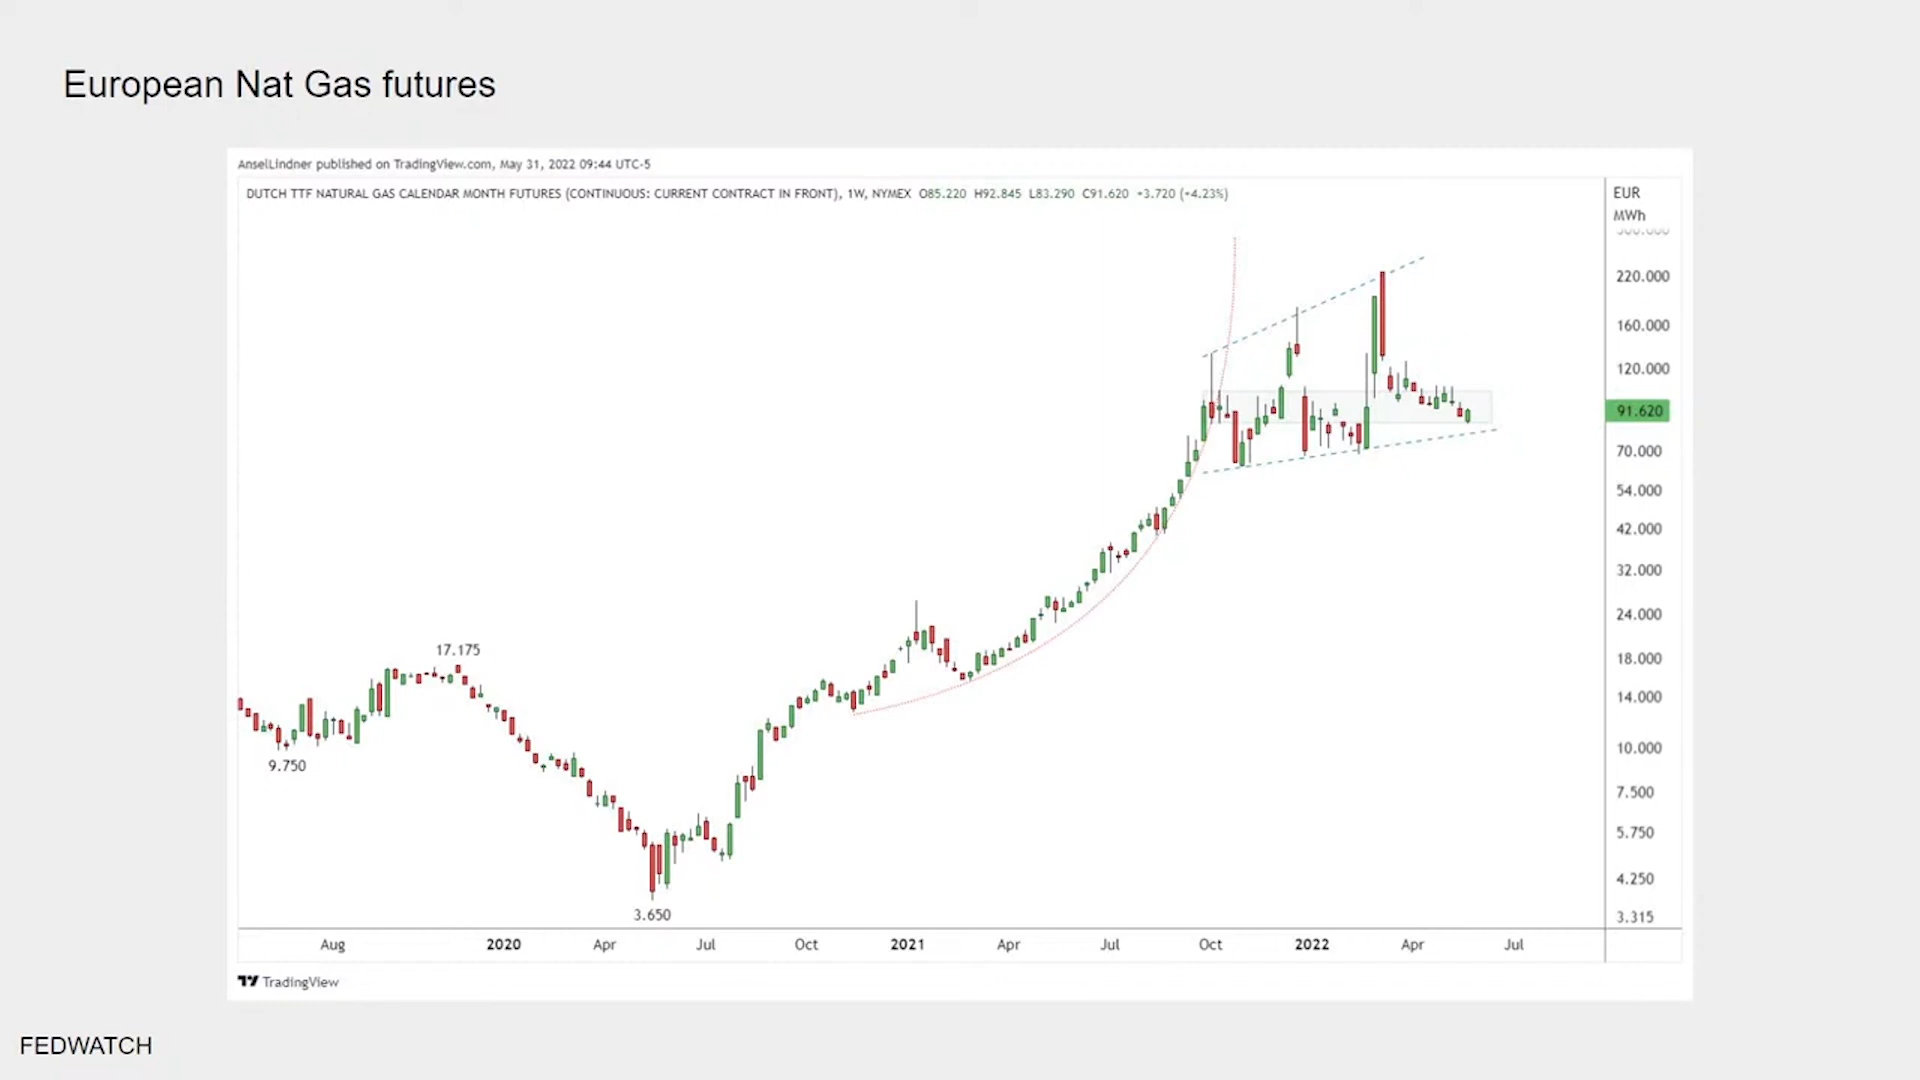 European Nat Gas futures
AnselLindner published on TradingView.com, May 31, 2022 09:44 UTC-5
DUTCH TTF NATURAL GAS CALENDAR MONTH FUTURES (CONTINUOUS: CURRENT CONTRACT IN FRONT), 1W, NYMEX O85.220 H92.845 L83.290 C91.620 +3.720 (+4.23%)
EUR
MWh
220.000
160.000
120.000
91.620
70.000
54.000
42.000
32.000
24.000
18.000
14.000
10.000
7.500
5.750
4.250
3.315
17.175
9.750
3.650
Aug 2020 Apr Jul Oct 2021 Apr Jul Oct 2022 Apr Jul
TradingView
FEDWATCH